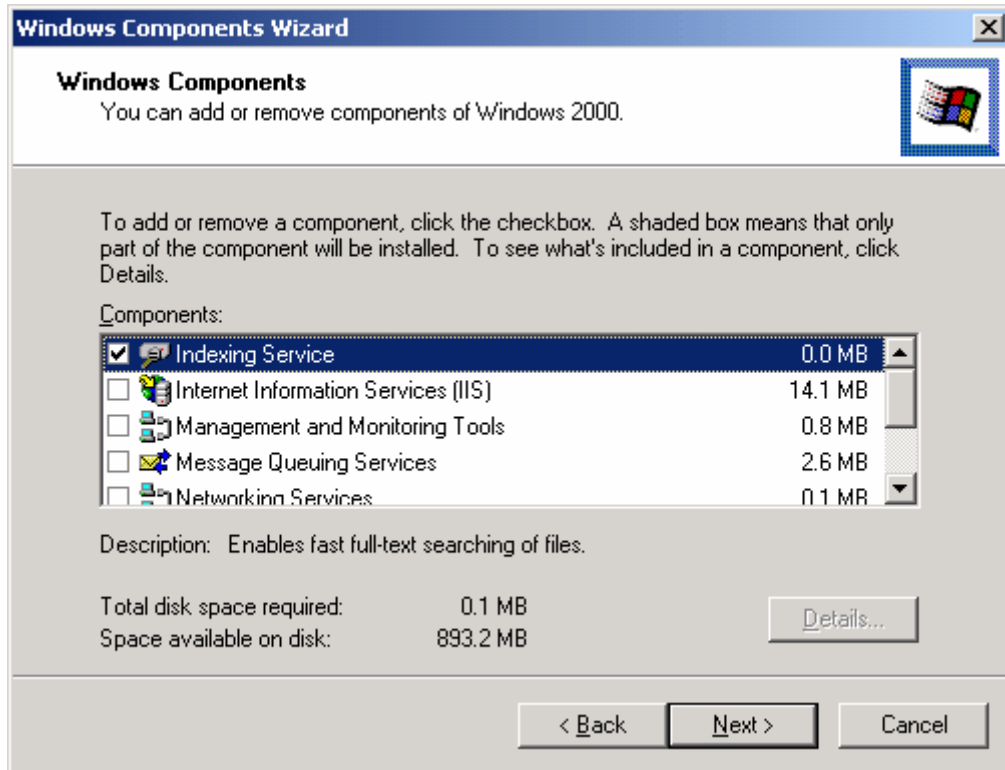 Windows Components Wizard
Windows Components
You can add or remove components of Windows 2000.
To add or remove a component, click the checkbox. A shaded box means that only
part of the component will be installed. To see what's included in a component, click
Details.
Components:
Indexing Service 0.0 MB
Internet Information Services (IIS) 14.1 MB
Management and Monitoring Tools 0.8 MB
Message Queuing Services 2.6 MB
Networking Services 0.1 MB
Description: Enables fast full-text searching of files.
Total disk space required: 0.1 MB
Space available on disk: 893.2 MB
Details...
< Back Next > Cancel